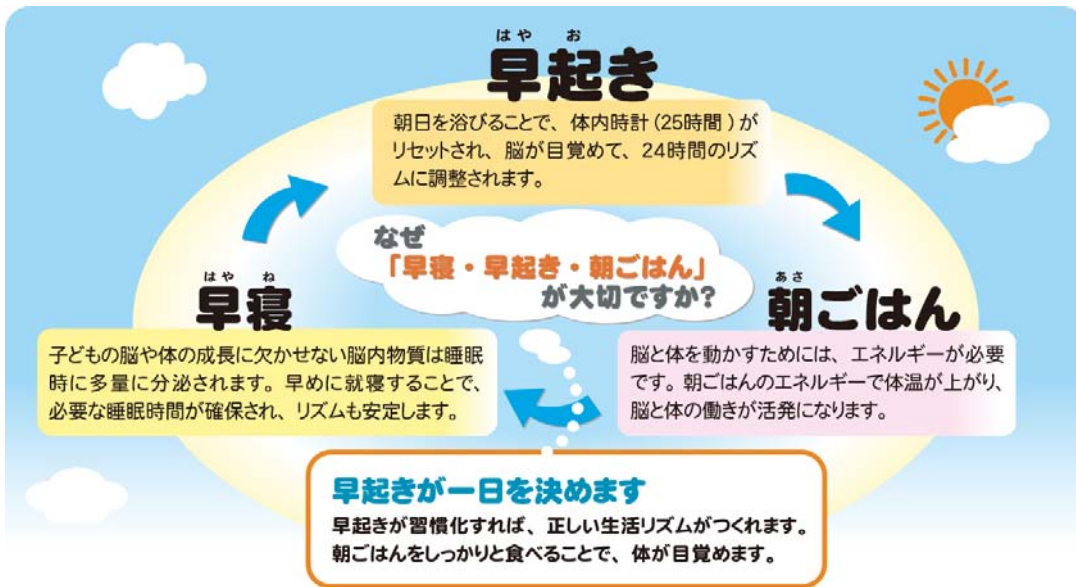 はや お
早起き
朝日を浴びることで、体内時計(25時間)が
リセットされ、脳が目覚めて、24時間のリズ
ムに調整されます。
なぜ
「早寝・早起き・朝ごはん」
が大切ですか?
はや ね
早寝
子どもの脳や体の成長に欠かせない脳内物質は睡眠
時に多量に分泌されます。早めに就寝することで、
必要な睡眠時間が確保され、リズムも安定します。
あさ
朝ごはん
脳と体を動かすためには、エネルギーが必要
です。朝ごはんのエネルギーで体温が上がり、
脳と体の働きが活発になります。
早起きが一日を決めます
早起きが習慣化すれば、正しい生活リズムがつくれます。
朝ごはんをしっかりと食べることで、体が目覚めます。